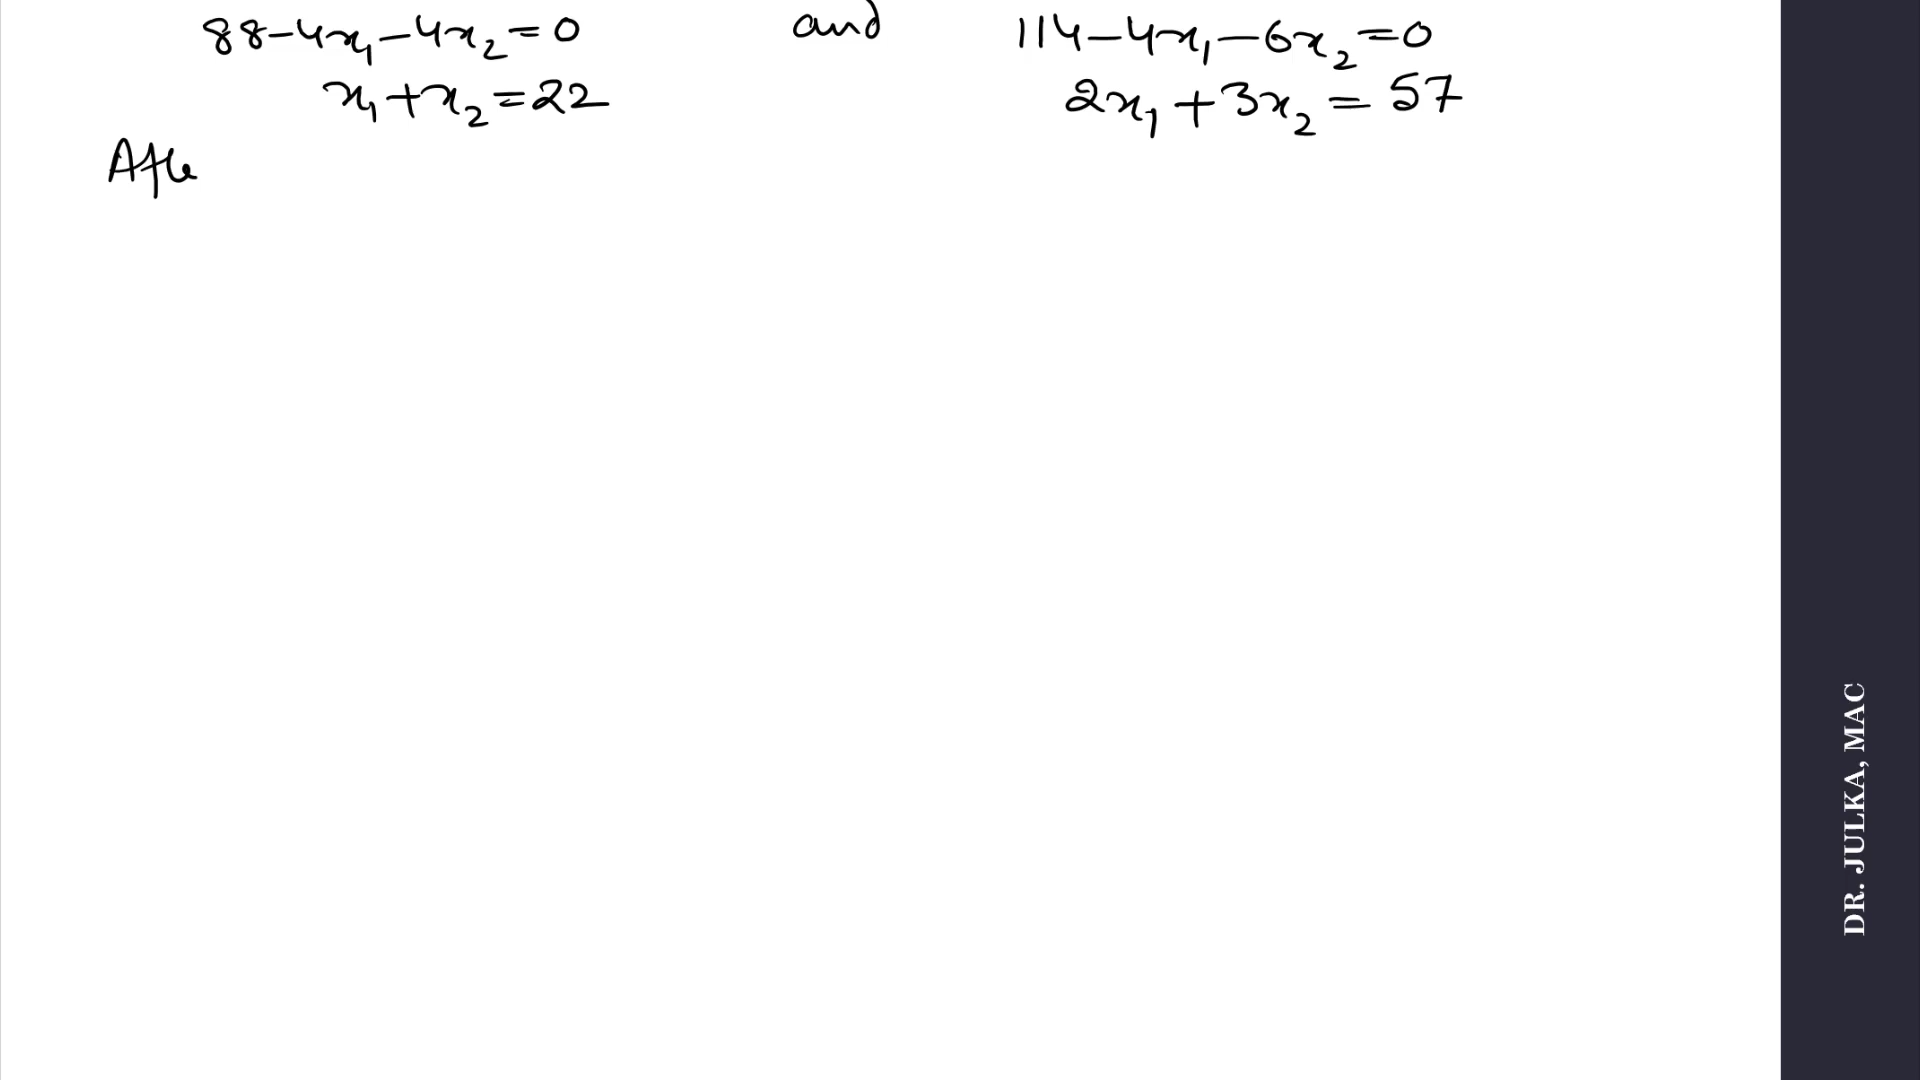 88-4x₁-4x₂=0 and 114-4x₁-6x₂=0
x₁+x₂=22 2x₁+3x₂=57
Afte
DR. JULKA, MAC